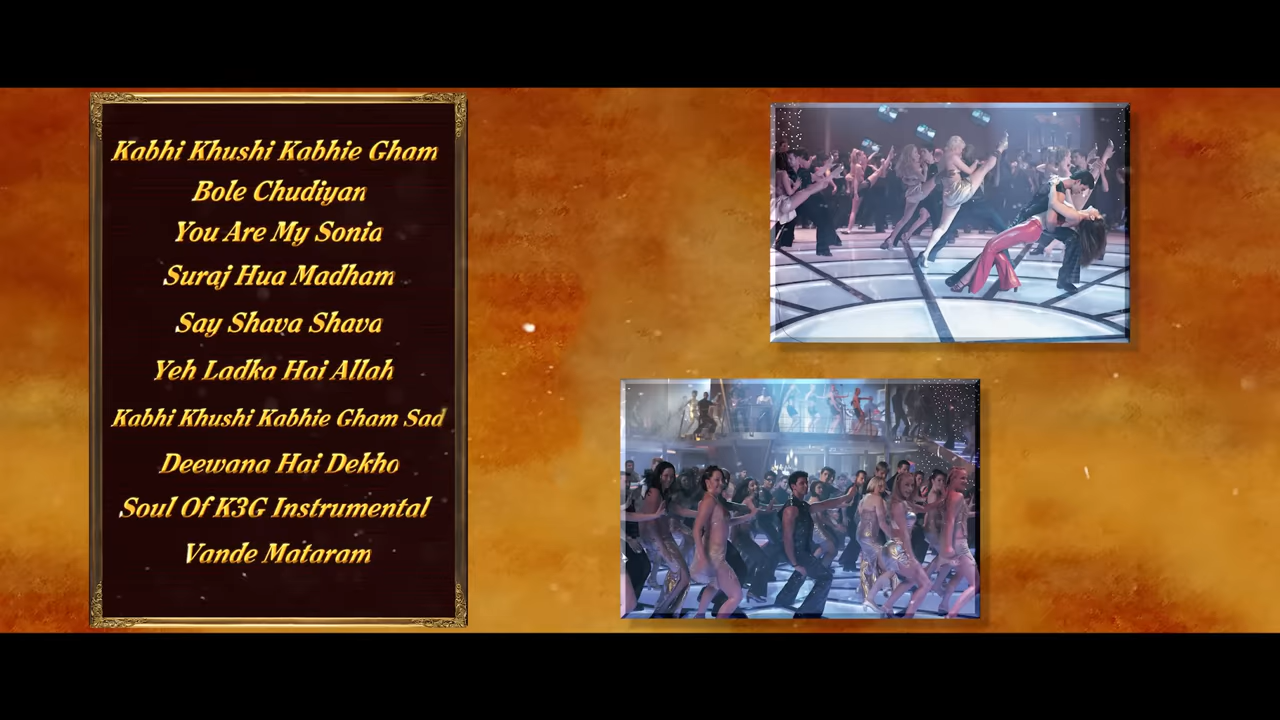 Kabhi Khushi Kabhie Gham
Bole Chudiyan
You Are My Sonia
Suraj Hua Madham
Say Shava Shava
Yeh Ladka Hai Allah
Kabhi Khushi Kabhie Gham Sad
Deewana Hai Dekho
Soul Of K3G Instrumental
Vande Mataram